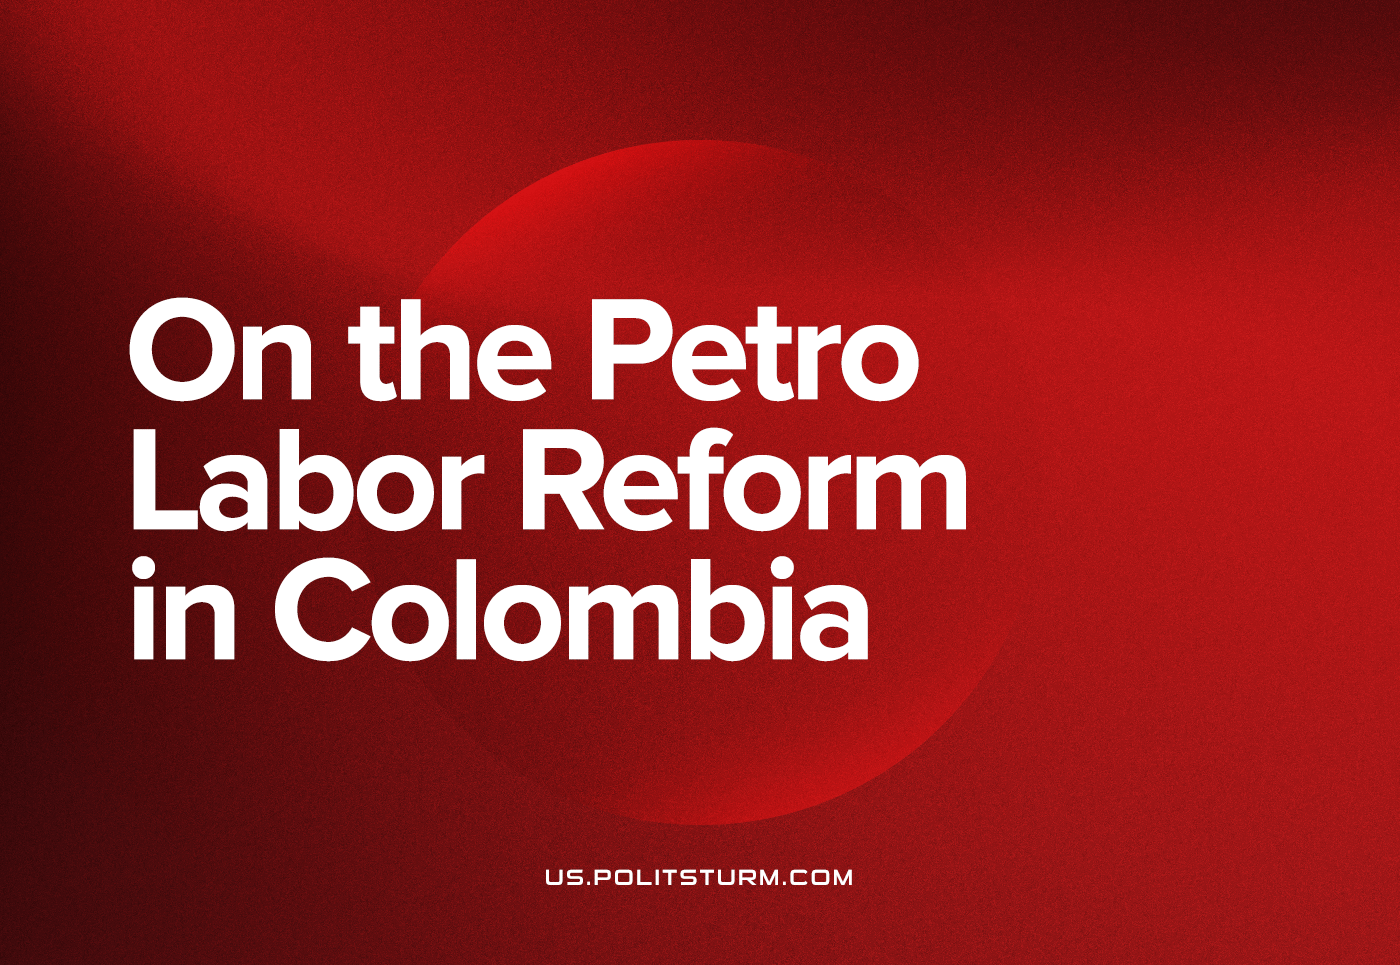 On the Petro
Labor Reform
in Colombia
US.POLITSTURM.COM